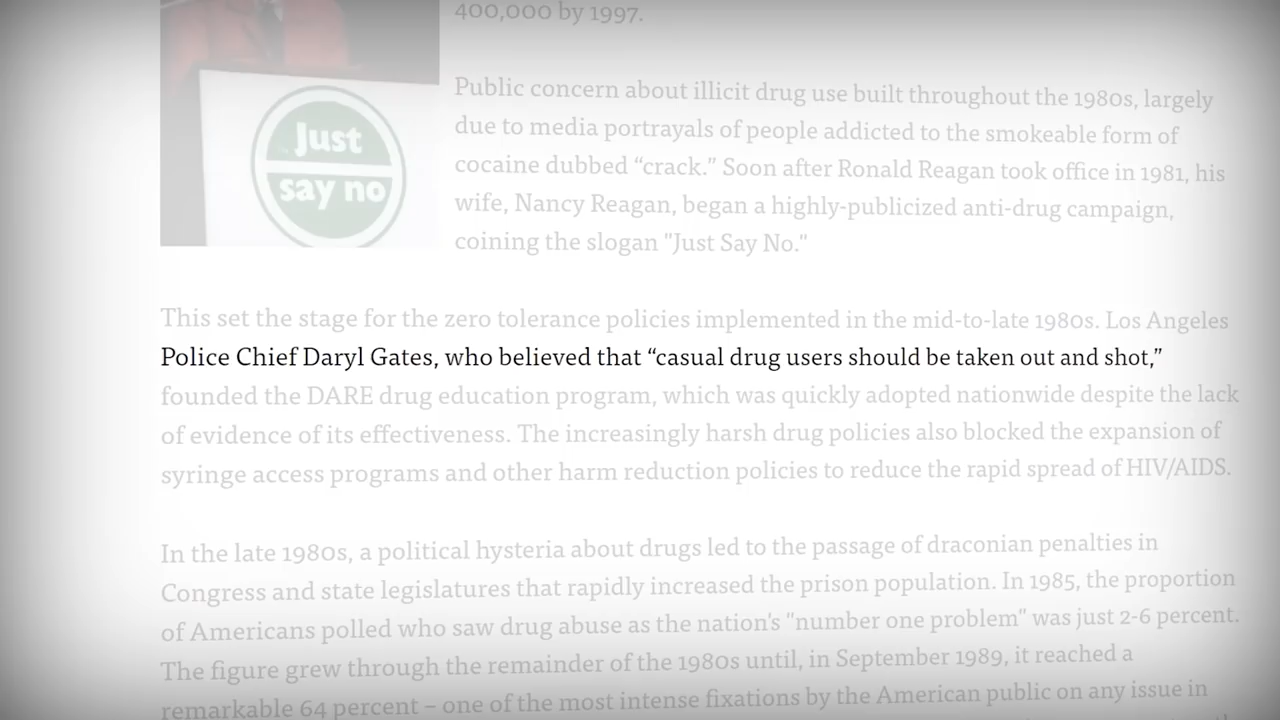 400,000 by 1997.
Just
say no
Public concern about illicit drug use built throughout the 1980s, largely
due to media portrayals of people addicted to the smokeable form of
cocaine dubbed “crack.” Soon after Ronald Reagan took office in 1981, his
wife, Nancy Reagan, began a highly-publicized anti-drug campaign,
coining the slogan "Just Say No."
This set the stage for the zero tolerance policies implemented in the mid-to-late 1980s. Los Angeles
Police Chief Daryl Gates, who believed that “casual drug users should be taken out and shot,”
founded the DARE drug education program, which was quickly adopted nationwide despite the lack
of evidence of its effectiveness. The increasingly harsh drug policies also blocked the expansion of
syringe access programs and other harm reduction policies to reduce the rapid spread of HIV/AIDS.
In the late 1980s, a political hysteria about drugs led to the passage of draconian penalties in
Congress and state legislatures that rapidly increased the prison population. In 1985, the proportion
of Americans polled who saw drug abuse as the nation's "number one problem" was just 2-6 percent.
The figure grew through the remainder of the 1980s until, in September 1989, it reached a
remarkable 64 percent – one of the most intense fixations by the American public on any issue in